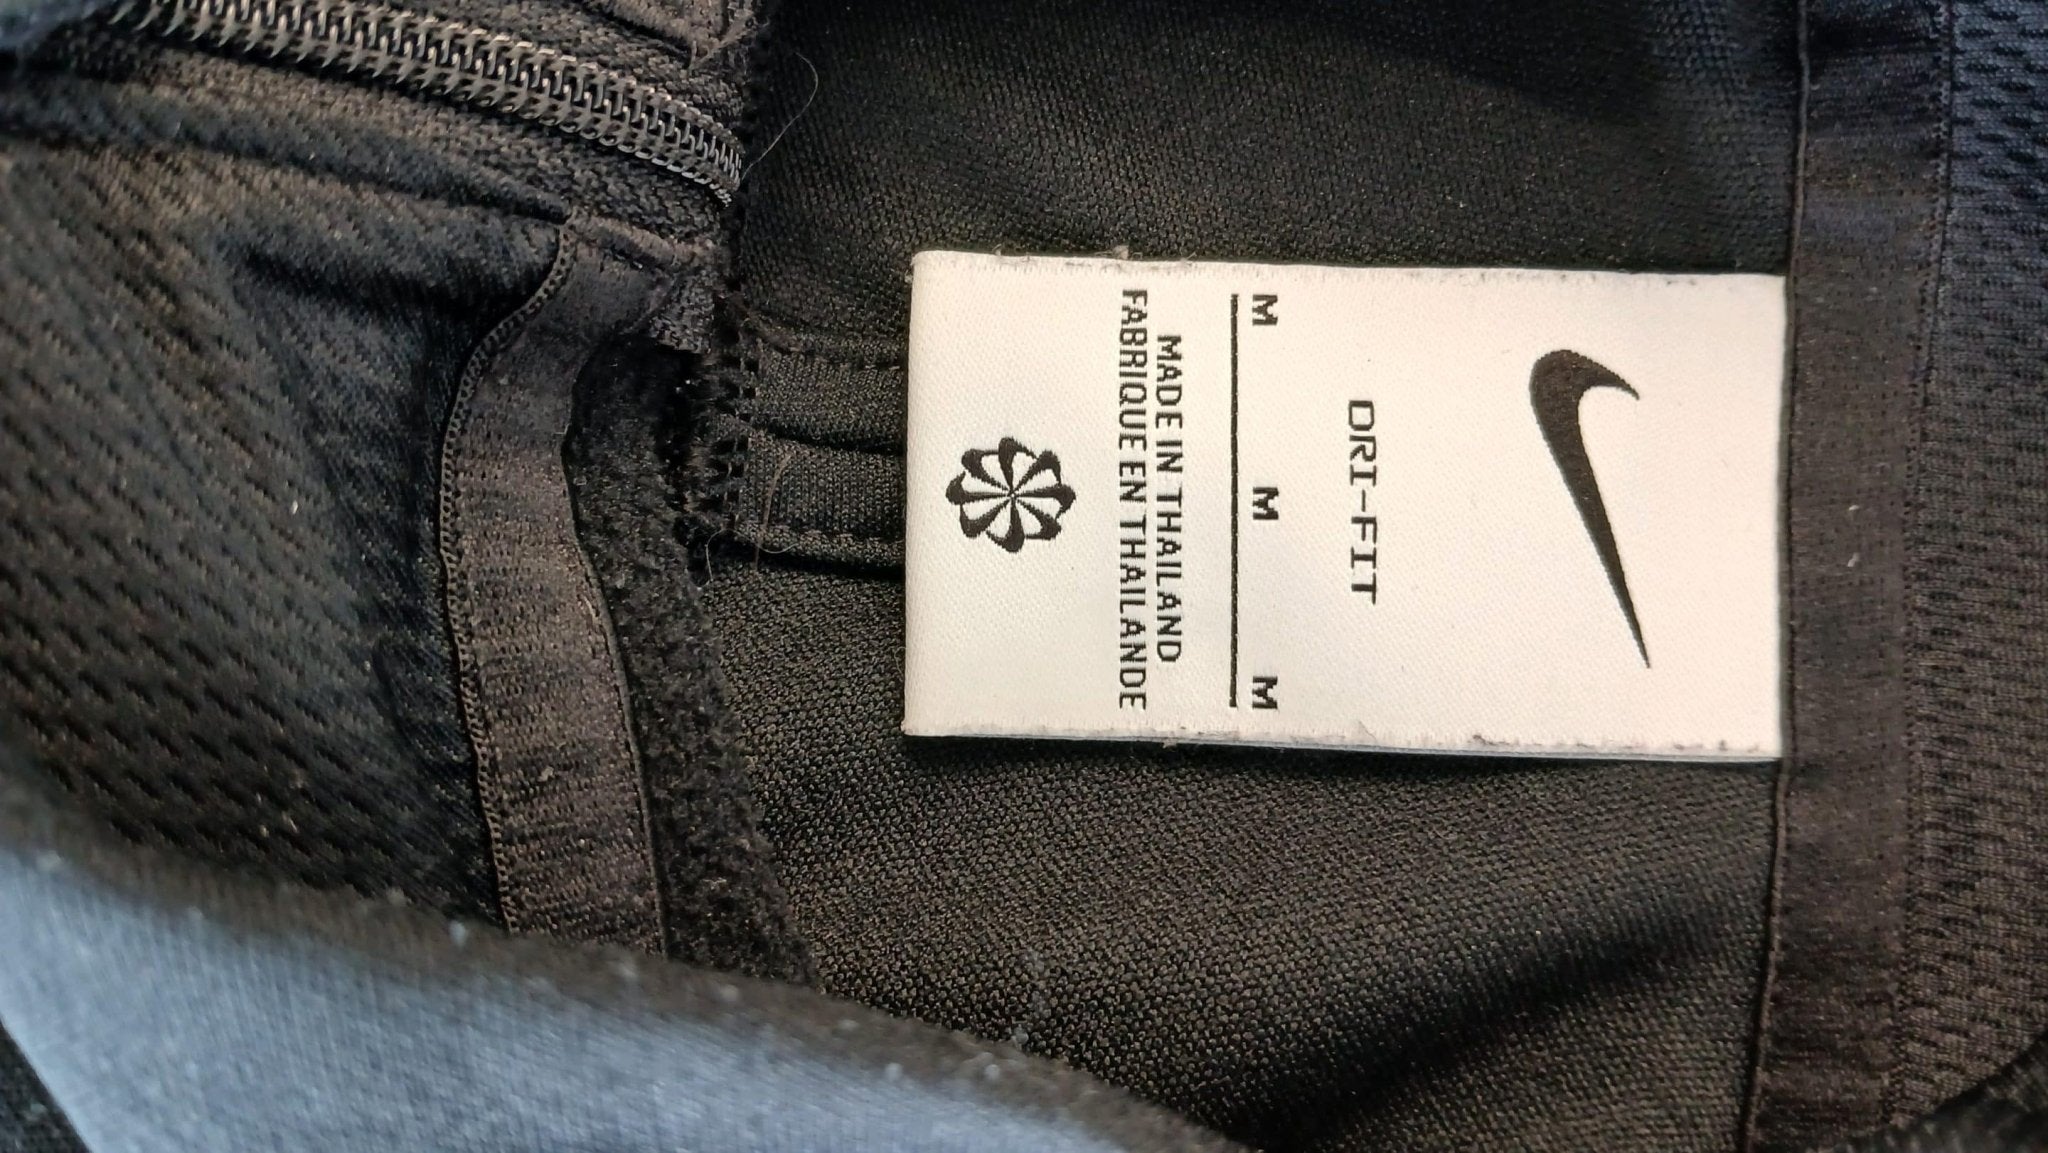 DRI-FIT
M M M
MADE IN THAILAND
FABRIQUE EN THAILANDE